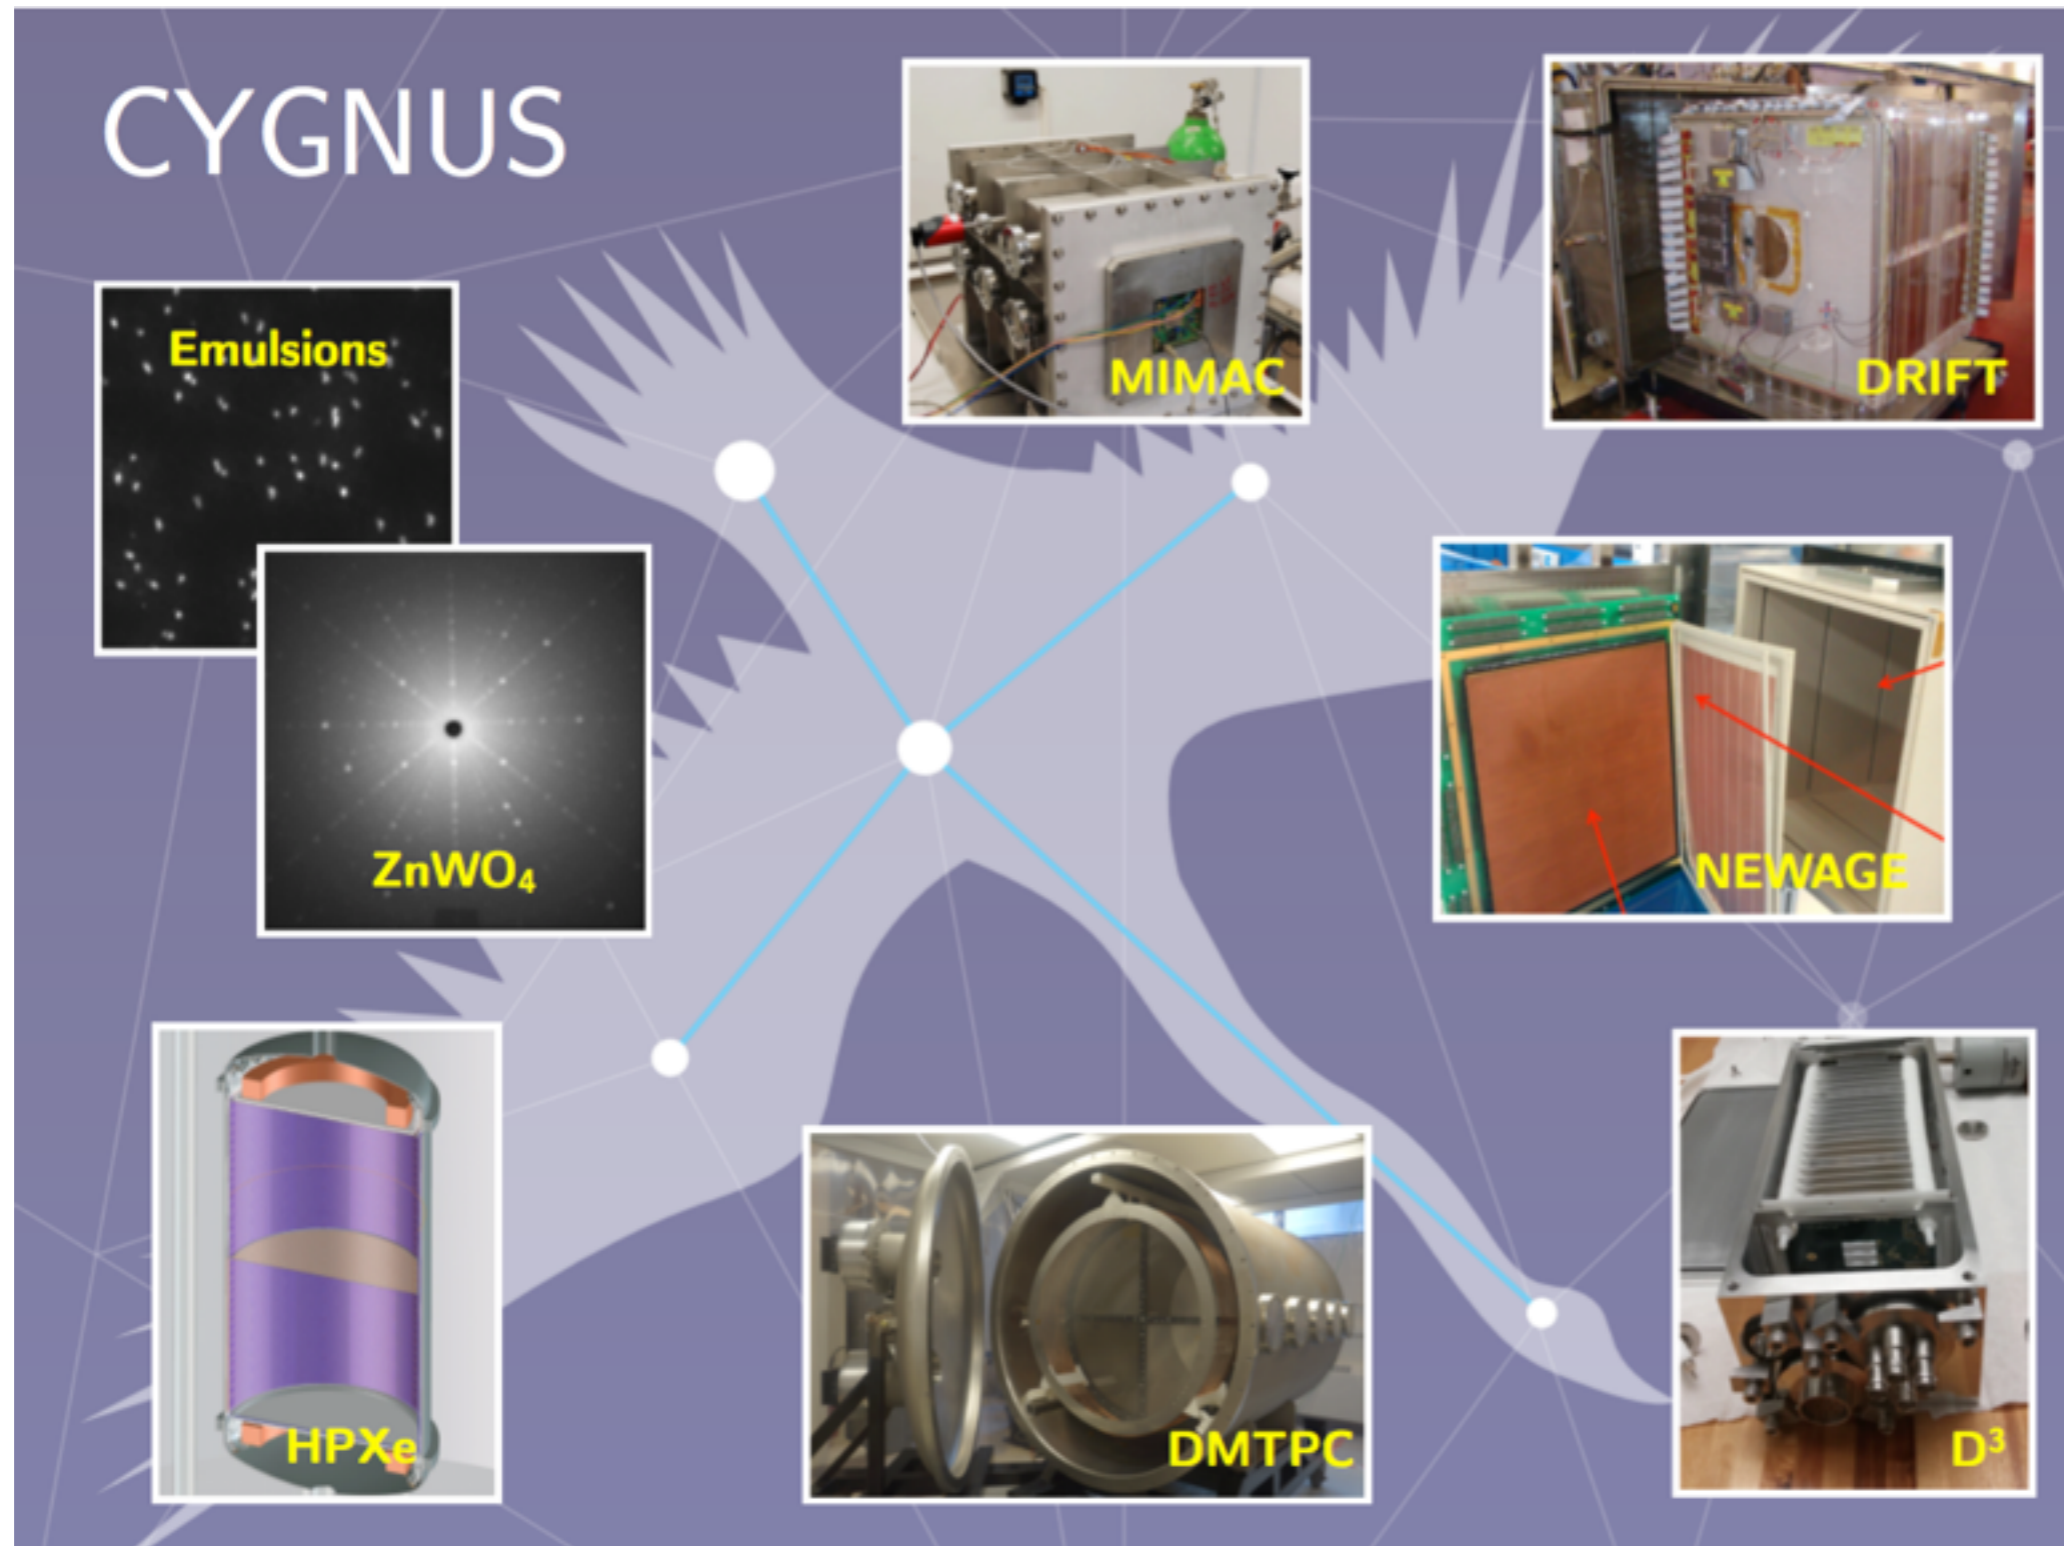 CYGNUS
MIMAC
DRIFT
Emulsions
ZnWO₄
NEWAGE
HPXe
DMTPC
D³